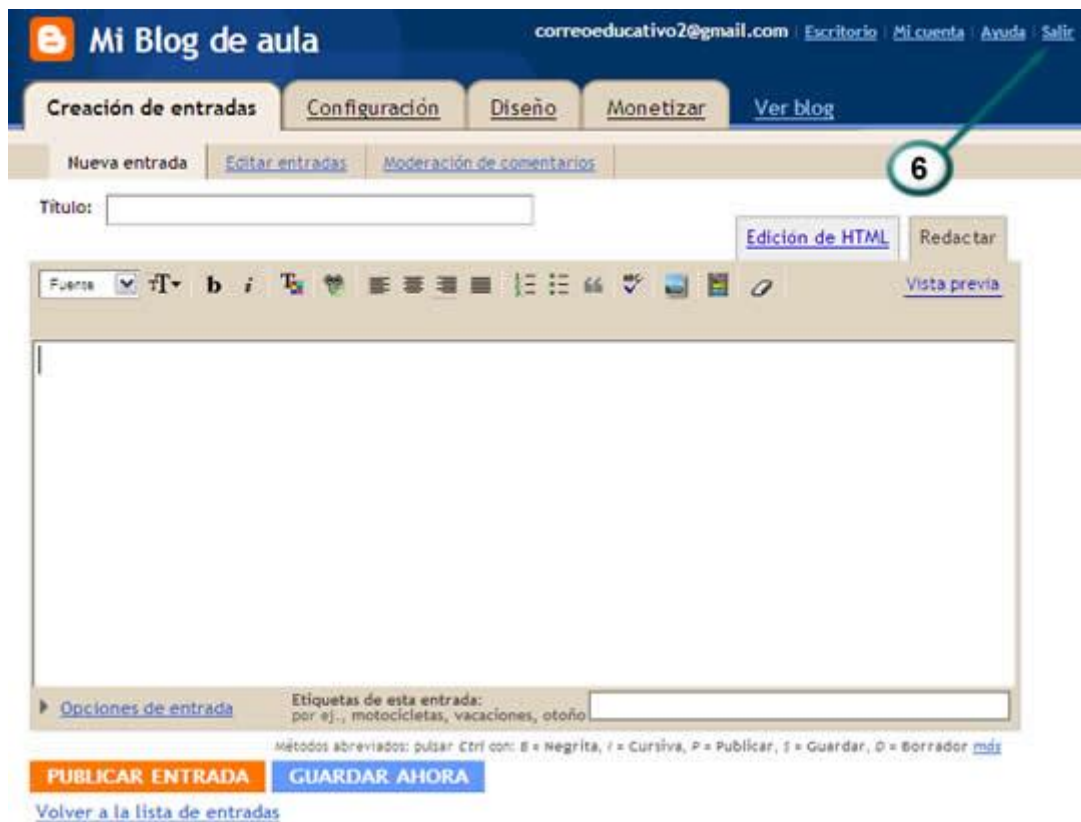 Mi Blog de aula
correoeducativo2@gmail.com | Escritorio | Mi cuenta | Ayuda | Salir
Creación de entradas Configuración Diseño Monetizar Ver blog
6
Nueva entrada Editar entradas Moderación de comentarios
Título:
Edición de HTML Redactar
Fuente T b i T ABC Vista previa
Opciones de entrada
Etiquetas de esta entrada:
por ej., motocicletas, vacaciones, otoño
Métodos abreviados: pulsar Ctrl con: B = Negrita, I = Cursiva, P = Publicar, S = Guardar, D = Borrador más
PUBLICAR ENTRADA GUARDAR AHORA
Volver a la lista de entradas